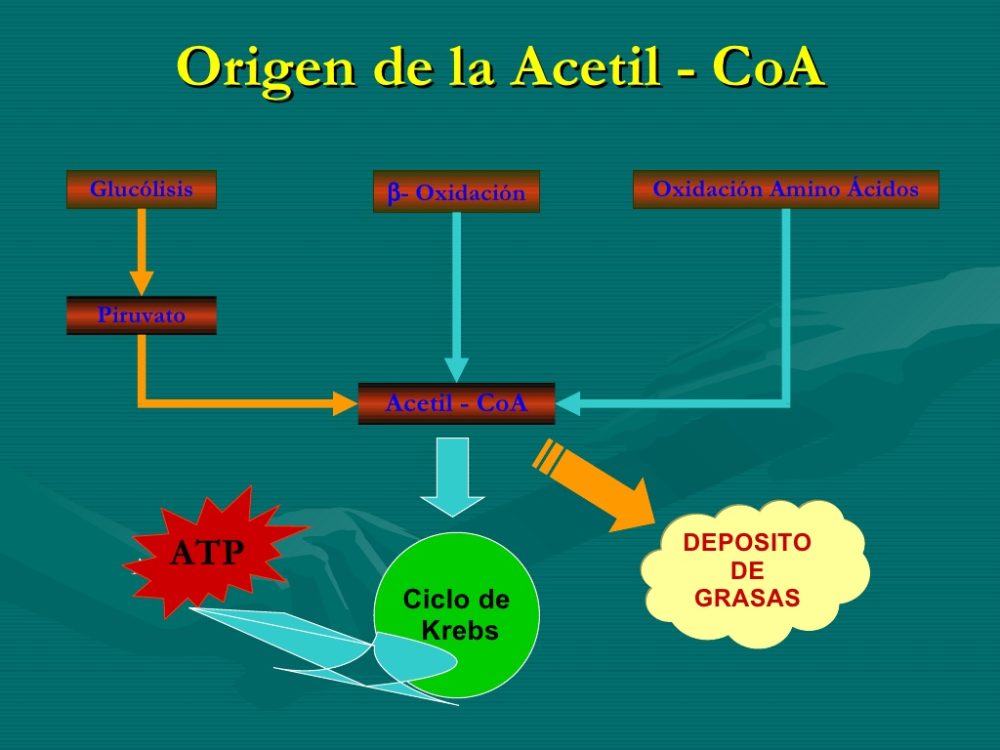 Origen de la Acetil - CoA
Glucólisis
β- Oxidación
Oxidación Amino Ácidos
Piruvato
Acetil - CoA
ATP
Ciclo de
Krebs
DEPOSITO
DE
GRASAS